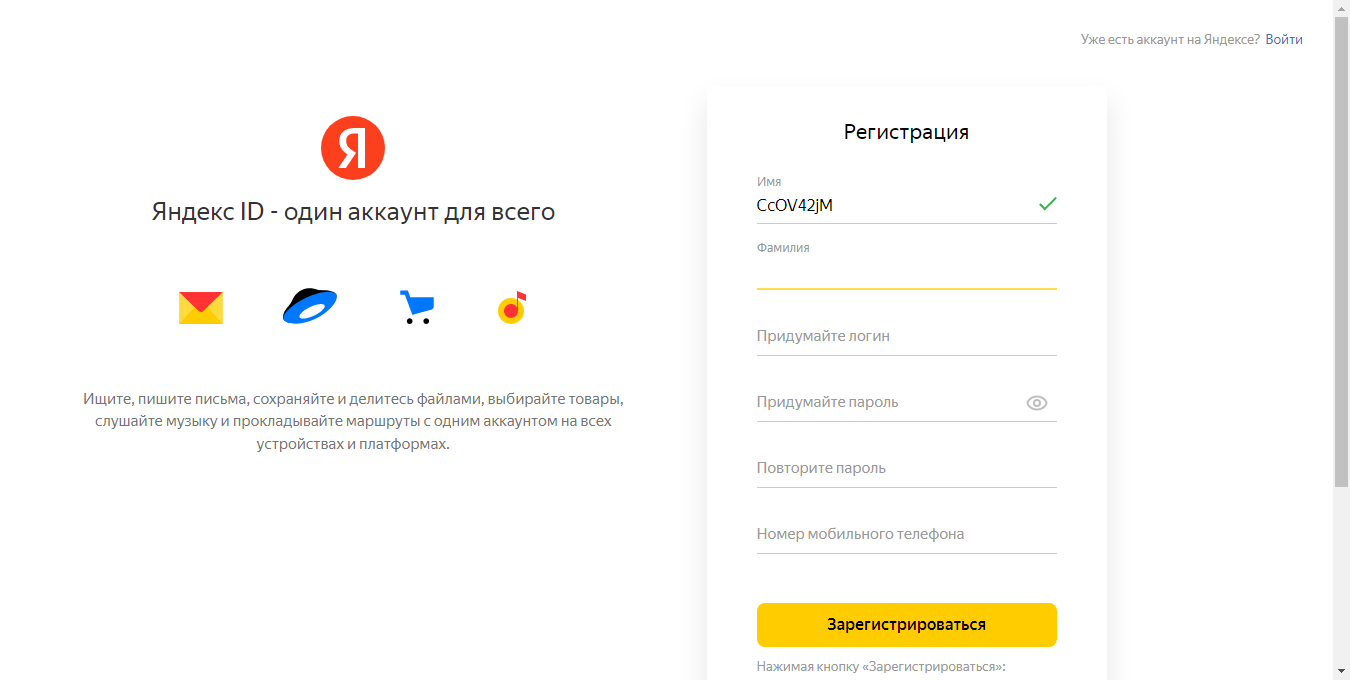 Уже есть аккаунт на Яндексе? Войти
Я
Яндекс ID - один аккаунт для всего
Ищите, пишите письма, сохраняйте и делитесь файлами, выбирайте товары,
слушайте музыку и прокладывайте маршруты с одним аккаунтом на всех
устройствах и платформах.
Регистрация
Имя
CcOV42jM
Фамилия
Придумайте логин
Придумайте пароль
Повторите пароль
Номер мобильного телефона
Зарегистрироваться
Нажимая кнопку «Зарегистрироваться»: